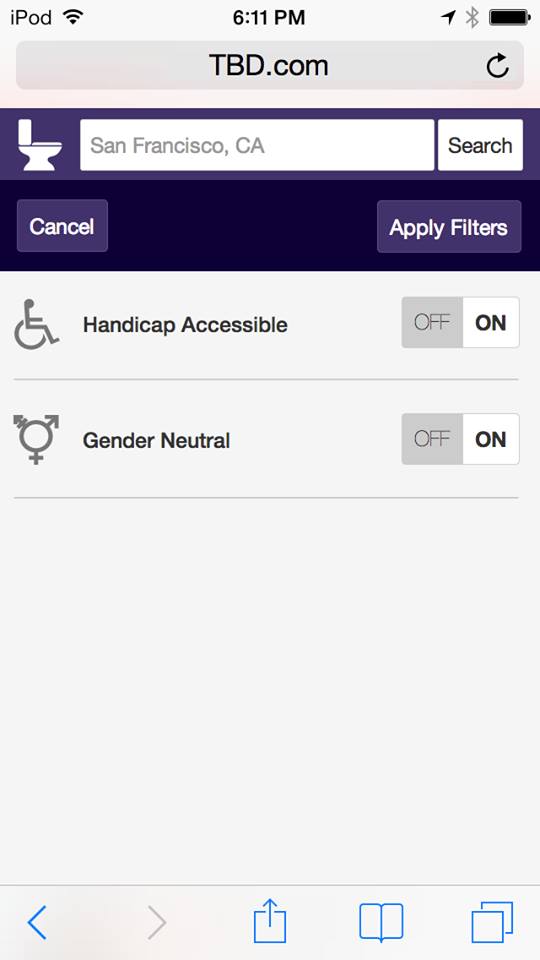 iPod 6:11 PM
TBD.com
San Francisco, CA Search
Cancel Apply Filters
Handicap Accessible OFF ON
Gender Neutral OFF ON